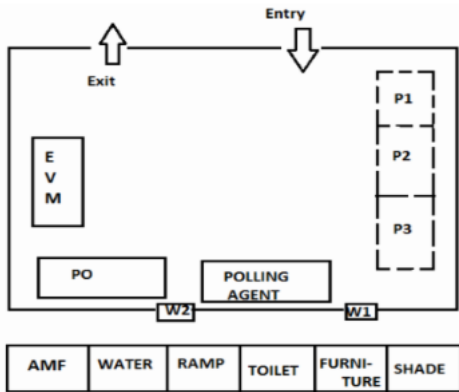 Entry
Exit
P1
P2
P3
E
V
M
PO
POLLING
AGENT
W2
W1
AMF
WATER
RAMP
TOILET
FURNI-
TURE
SHADE